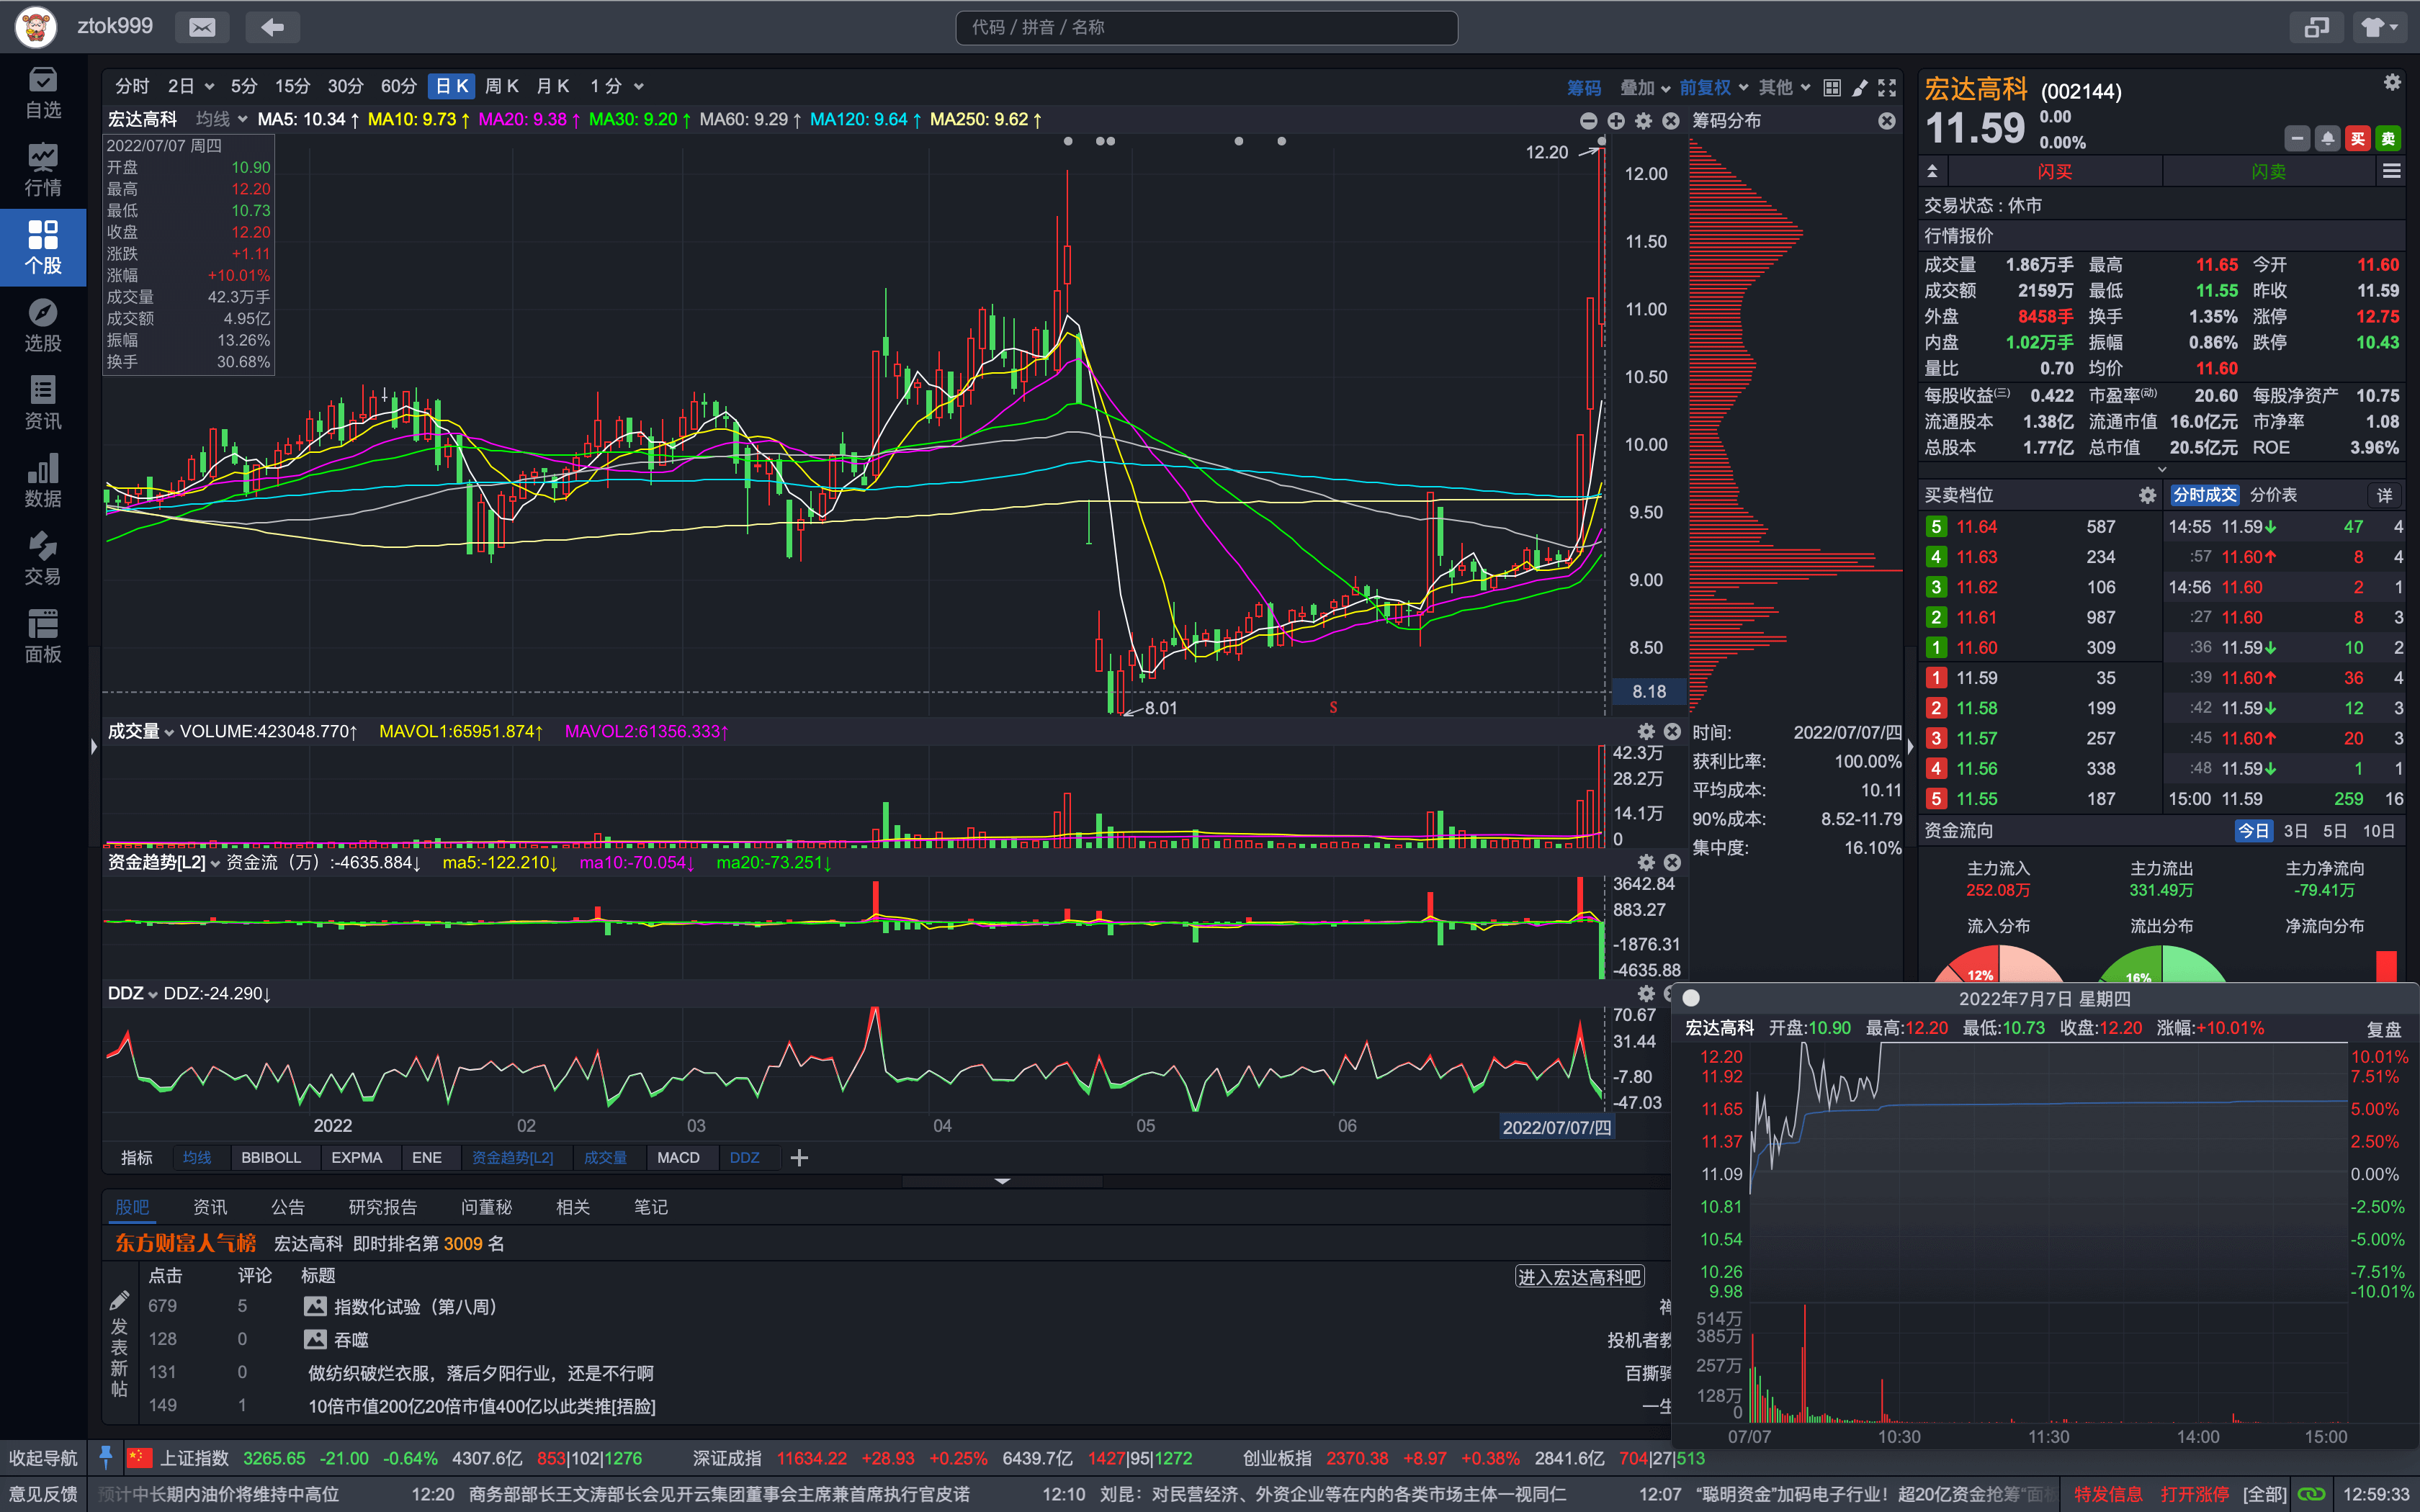 ztok999
代码 / 拼音 / 名称
自选
行情
个股
选股
资讯
数据
交易
面板
分时 2日 5分 15分 30分 60分 日K 周K 月K 1分
筹码 叠加 前复权 其他
宏达高科 均线 MA5: 10.34↑ MA10: 9.73↑ MA20: 9.38↑ MA30: 9.20↑ MA60: 9.29↑ MA120: 9.64↑ MA250: 9.62↑
筹码分布
2022/07/07 周四
开盘 10.90
最高 12.20
最低 10.73
收盘 12.20
涨跌 +1.11
涨幅 +10.01%
成交量 42.3万手
成交额 4.95亿
振幅 13.26%
换手 30.68%
12.20
12.00
11.50
11.00
10.50
10.00
9.50
9.00
8.50
8.18
8.01
S
成交量 VOLUME:423048.770↑ MAVOL1:65951.874↑ MAVOL2:61356.333↑
42.3万
28.2万
14.1万
0
时间: 2022/07/07/四
获利比率: 100.00%
平均成本: 10.11
90%成本: 8.52-11.79
集中度: 16.10%
资金趋势[L2] 资金流（万）:-4635.884↓ ma5:-122.210↓ ma10:-70.054↓ ma20:-73.251↓
3642.84
883.27
-1876.31
-4635.88
DDZ DDZ:-24.290↓
70.67
31.44
-7.80
-47.03
2022 02 03 04 05 06 2022/07/07/四
指标 均线 BBIBOLL EXPMA ENE 资金趋势[L2] 成交量 MACD DDZ
股吧 资讯 公告 研究报告 问董秘 相关 笔记
东方财富人气榜 宏达高科 即时排名第 3009 名
发表新帖
点击 评论 标题 进入宏达高科吧
679 5 指数化试验（第八周）
128 0 吞噬 投机者教
131 0 做纺织破烂衣服，落后夕阳行业，还是不行啊 百撕骑
149 1 10倍市值200亿20倍市值400亿以此类推[捂脸] 一生
宏达高科 (002144)
11.59 0.00
0.00%
买 卖
闪买 闪卖
交易状态 : 休市
行情报价
成交量 1.86万手 最高 11.65 今开 11.60
成交额 2159万 最低 11.55 昨收 11.59
外盘 8458手 换手 1.35% 涨停 12.75
内盘 1.02万手 振幅 0.86% 跌停 10.43
量比 0.70 均价 11.60
每股收益(三) 0.422 市盈率(动) 20.60 每股净资产 10.75
流通股本 1.38亿 流通市值 16.0亿元 市净率 1.08
总股本 1.77亿 总市值 20.5亿元 ROE 3.96%
买卖档位 分时成交 分价表 详
5 11.64 587 14:55 11.59↓ 47 4
4 11.63 234 :57 11.60↑ 8 4
3 11.62 106 14:56 11.60 2 1
2 11.61 987 :27 11.60 8 3
1 11.60 309 :36 11.59↓ 10 2
1 11.59 35 :39 11.60↑ 36 4
2 11.58 199 :42 11.59↓ 12 3
3 11.57 257 :45 11.60↑ 20 3
4 11.56 338 :48 11.59↓ 1 1
5 11.55 187 15:00 11.59 259 16
资金流向 今日 3日 5日 10日
主力流入 主力流出 主力净流向
252.08万 331.49万 -79.41万
流入分布 流出分布 净流向分布
12% 16%
2022年7月7日 星期四
宏达高科 开盘:10.90 最高:12.20 最低:10.73 收盘:12.20 涨幅:+10.01% 复盘
12.20 10.01%
11.92 7.51%
11.65 5.00%
11.37 2.50%
11.09 0.00%
10.81 -2.50%
10.54 -5.00%
10.26 -7.51%
9.98 -10.01%
514万
385万
257万
128万
0
07/07 10:30 11:30 14:00 15:00
收起导航 上证指数 3265.65 -21.00 -0.64% 4307.6亿 853|102|1276 深证成指 11634.22 +28.93 +0.25% 6439.7亿 1427|95|1272 创业板指 2370.38 +8.97 +0.38% 2841.6亿 704|27|513
意见反馈 预计中长期内油价将维持中高位 12:20 商务部部长王文涛部长会见开云集团董事会主席兼首席执行官皮诺 12:10 刘昆：对民营经济、外资企业等在内的各类市场主体一视同仁 12:07 “聪明资金”加码电子行业！超20亿资金抢筹“面板 特发信息 打开涨停 [全部] 12:59:33